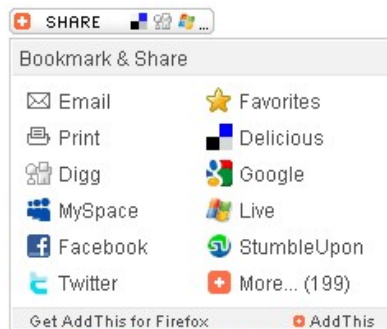 SHARE ...
Bookmark & Share
Email Favorites
Print Delicious
Digg Google
MySpace Live
Facebook StumbleUpon
Twitter More... (199)
Get AddThis for Firefox AddThis